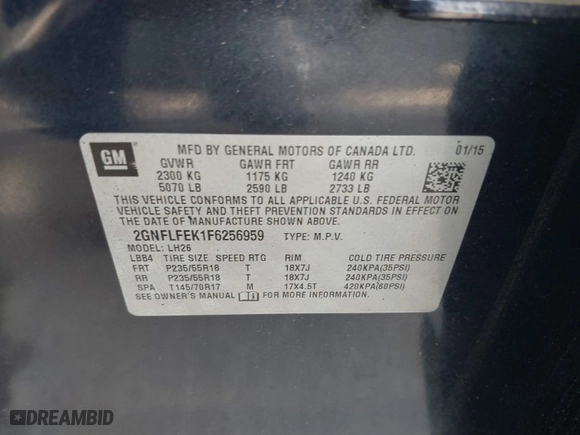 GM
MFD BY GENERAL MOTORS OF CANADA LTD. 01/15
GVWR GAWR FRT GAWR RR
2300 KG 1175 KG 1240 KG
5070 LB 2590 LB 2733 LB
THIS VEHICLE CONFORMS TO ALL APPLICABLE U.S. FEDERAL MOTOR
VEHICLE SAFETY AND THEFT PREVENTION STANDARDS IN EFFECT ON
THE DATE OF MANUFACTURE SHOWN ABOVE.
2GNFLFEK1F6256959 TYPE: M.P.V.
MODEL: LH26
LBB4 TIRE SIZE SPEED RTG RIM COLD TIRE PRESSURE
FRT P235/55R18 T 18X7J 240KPA(35PSI)
RR P235/55R18 T 18X7J 240KPA(35PSI)
SPA T145/70R17 M 17X4.5T 420KPA(60PSI)
SEE OWNER'S MANUAL FOR MORE INFORMATION
DREAMBID